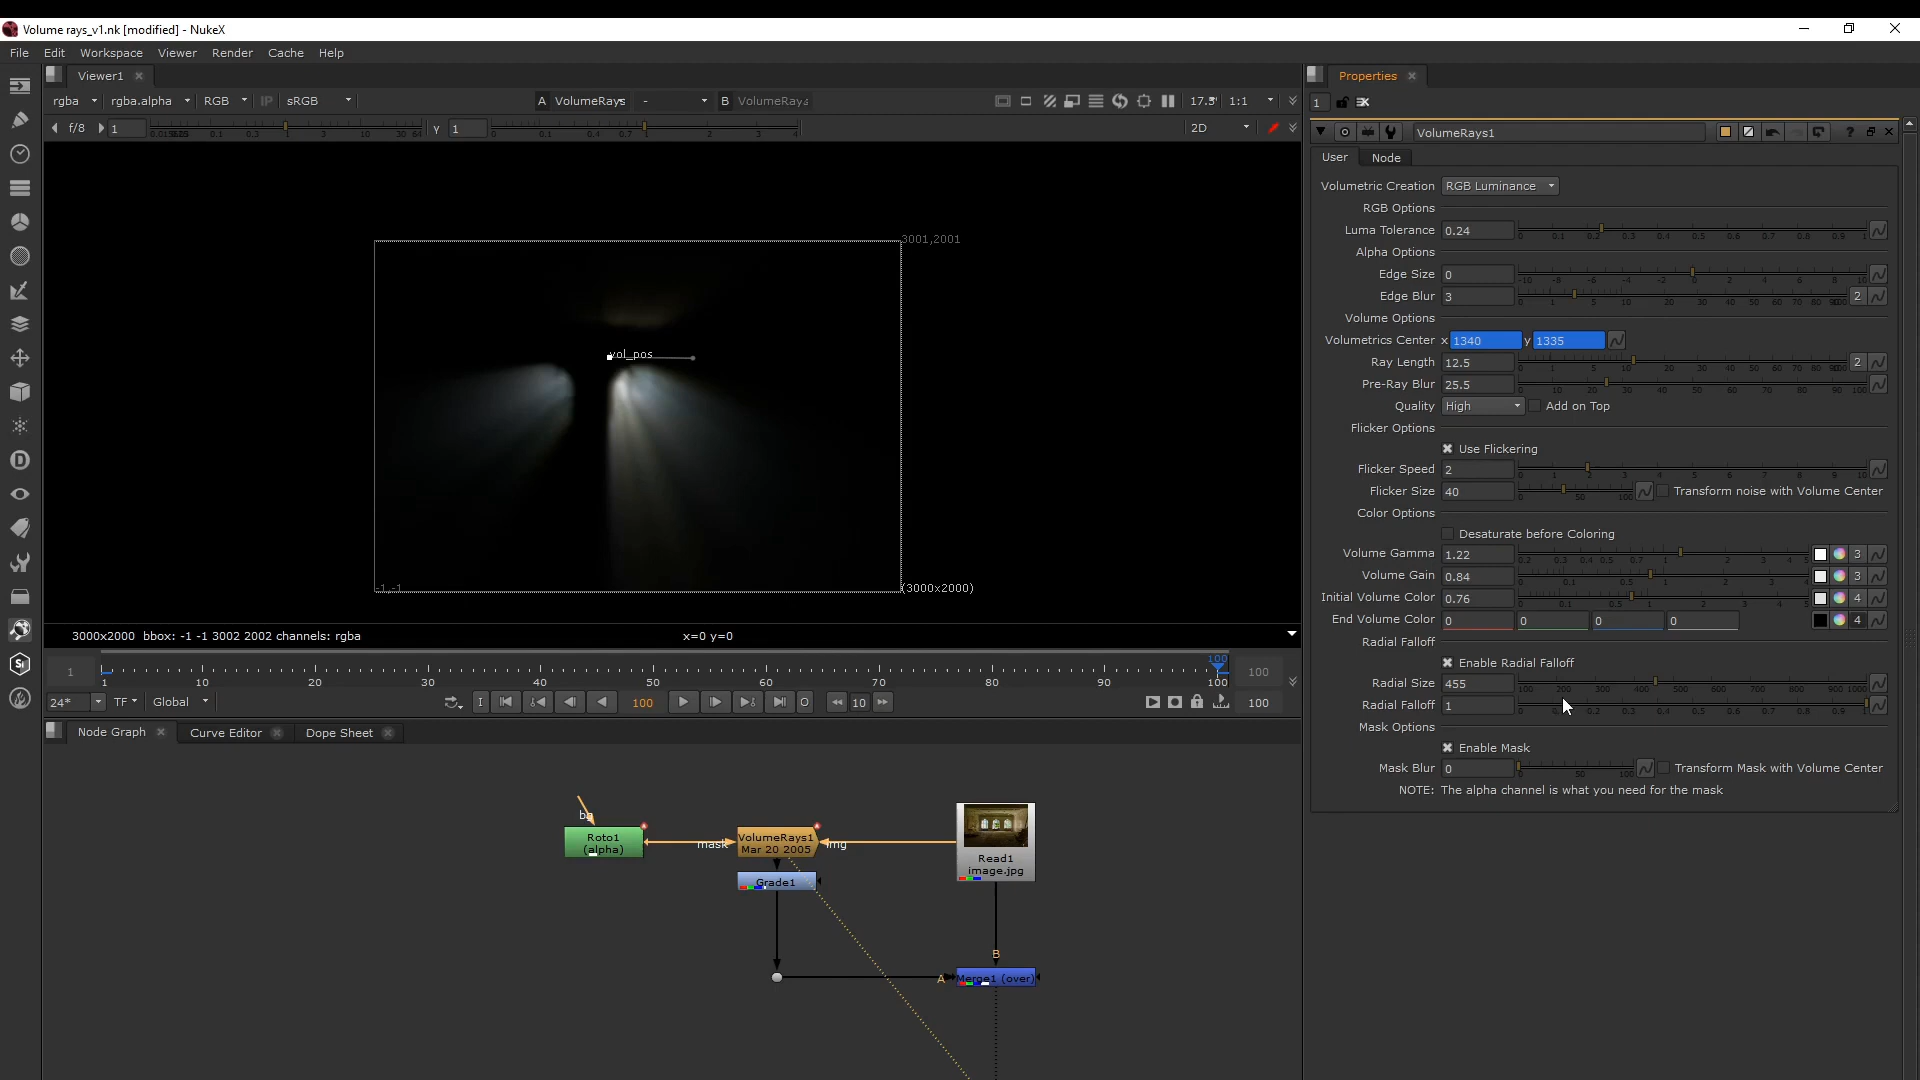 Volume rays_v1.nk [modified] - NukeX
File Edit Workspace Viewer Render Cache Help
Viewer1
rgba rgba.alpha RGB IP sRGB A VolumeRays - B VolumeRays 17.3 1:1
f/8 1 y 1 2D
3001,2001
vol_pos
-1,-1
(3000x2000)
3000x2000 bbox: -1 -1 3002 2002 channels: rgba x=0 y=0
1 1 10 20 30 40 50 60 70 80 90 100 100 100
24* TF Global I 100 O 10 100
Node Graph Curve Editor Dope Sheet
bg
Roto1
(alpha)
mask
VolumeRays1
Mar 20 2005
img
Read1
image.jpg
Grade1
B
A
Merge1 (over)
Properties
1
VolumeRays1
User Node
Volumetric Creation RGB Luminance
RGB Options
Luma Tolerance 0.24
Alpha Options
Edge Size 0
Edge Blur 3 2
Volume Options
Volumetrics Center x 1340 y 1335
Ray Length 12.5 2
Pre-Ray Blur 25.5
Quality High Add on Top
Flicker Options
Use Flickering
Flicker Speed 2
Flicker Size 40 Transform noise with Volume Center
Color Options
Desaturate before Coloring
Volume Gamma 1.22 3
Volume Gain 0.84 3
Initial Volume Color 0.76 4
End Volume Color 0 0 0 0 4
Radial Falloff
Enable Radial Falloff
Radial Size 455
Radial Falloff 1
Mask Options
Enable Mask
Mask Blur 0 Transform Mask with Volume Center
NOTE: The alpha channel is what you need for the mask